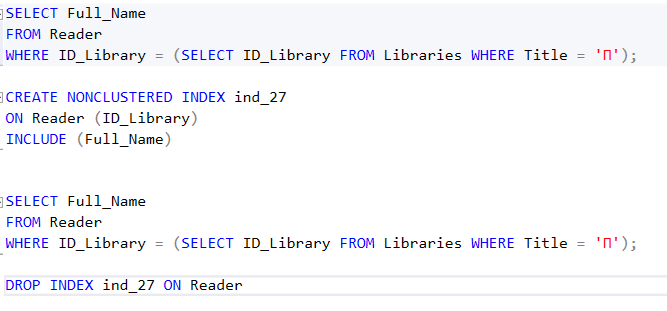 SELECT Full_Name
FROM Reader
WHERE ID_Library = (SELECT ID_Library FROM Libraries WHERE Title = 'П');
CREATE NONCLUSTERED INDEX ind_27
ON Reader (ID_Library)
INCLUDE (Full_Name)
SELECT Full_Name
FROM Reader
WHERE ID_Library = (SELECT ID_Library FROM Libraries WHERE Title = 'П');
DROP INDEX ind_27 ON Reader